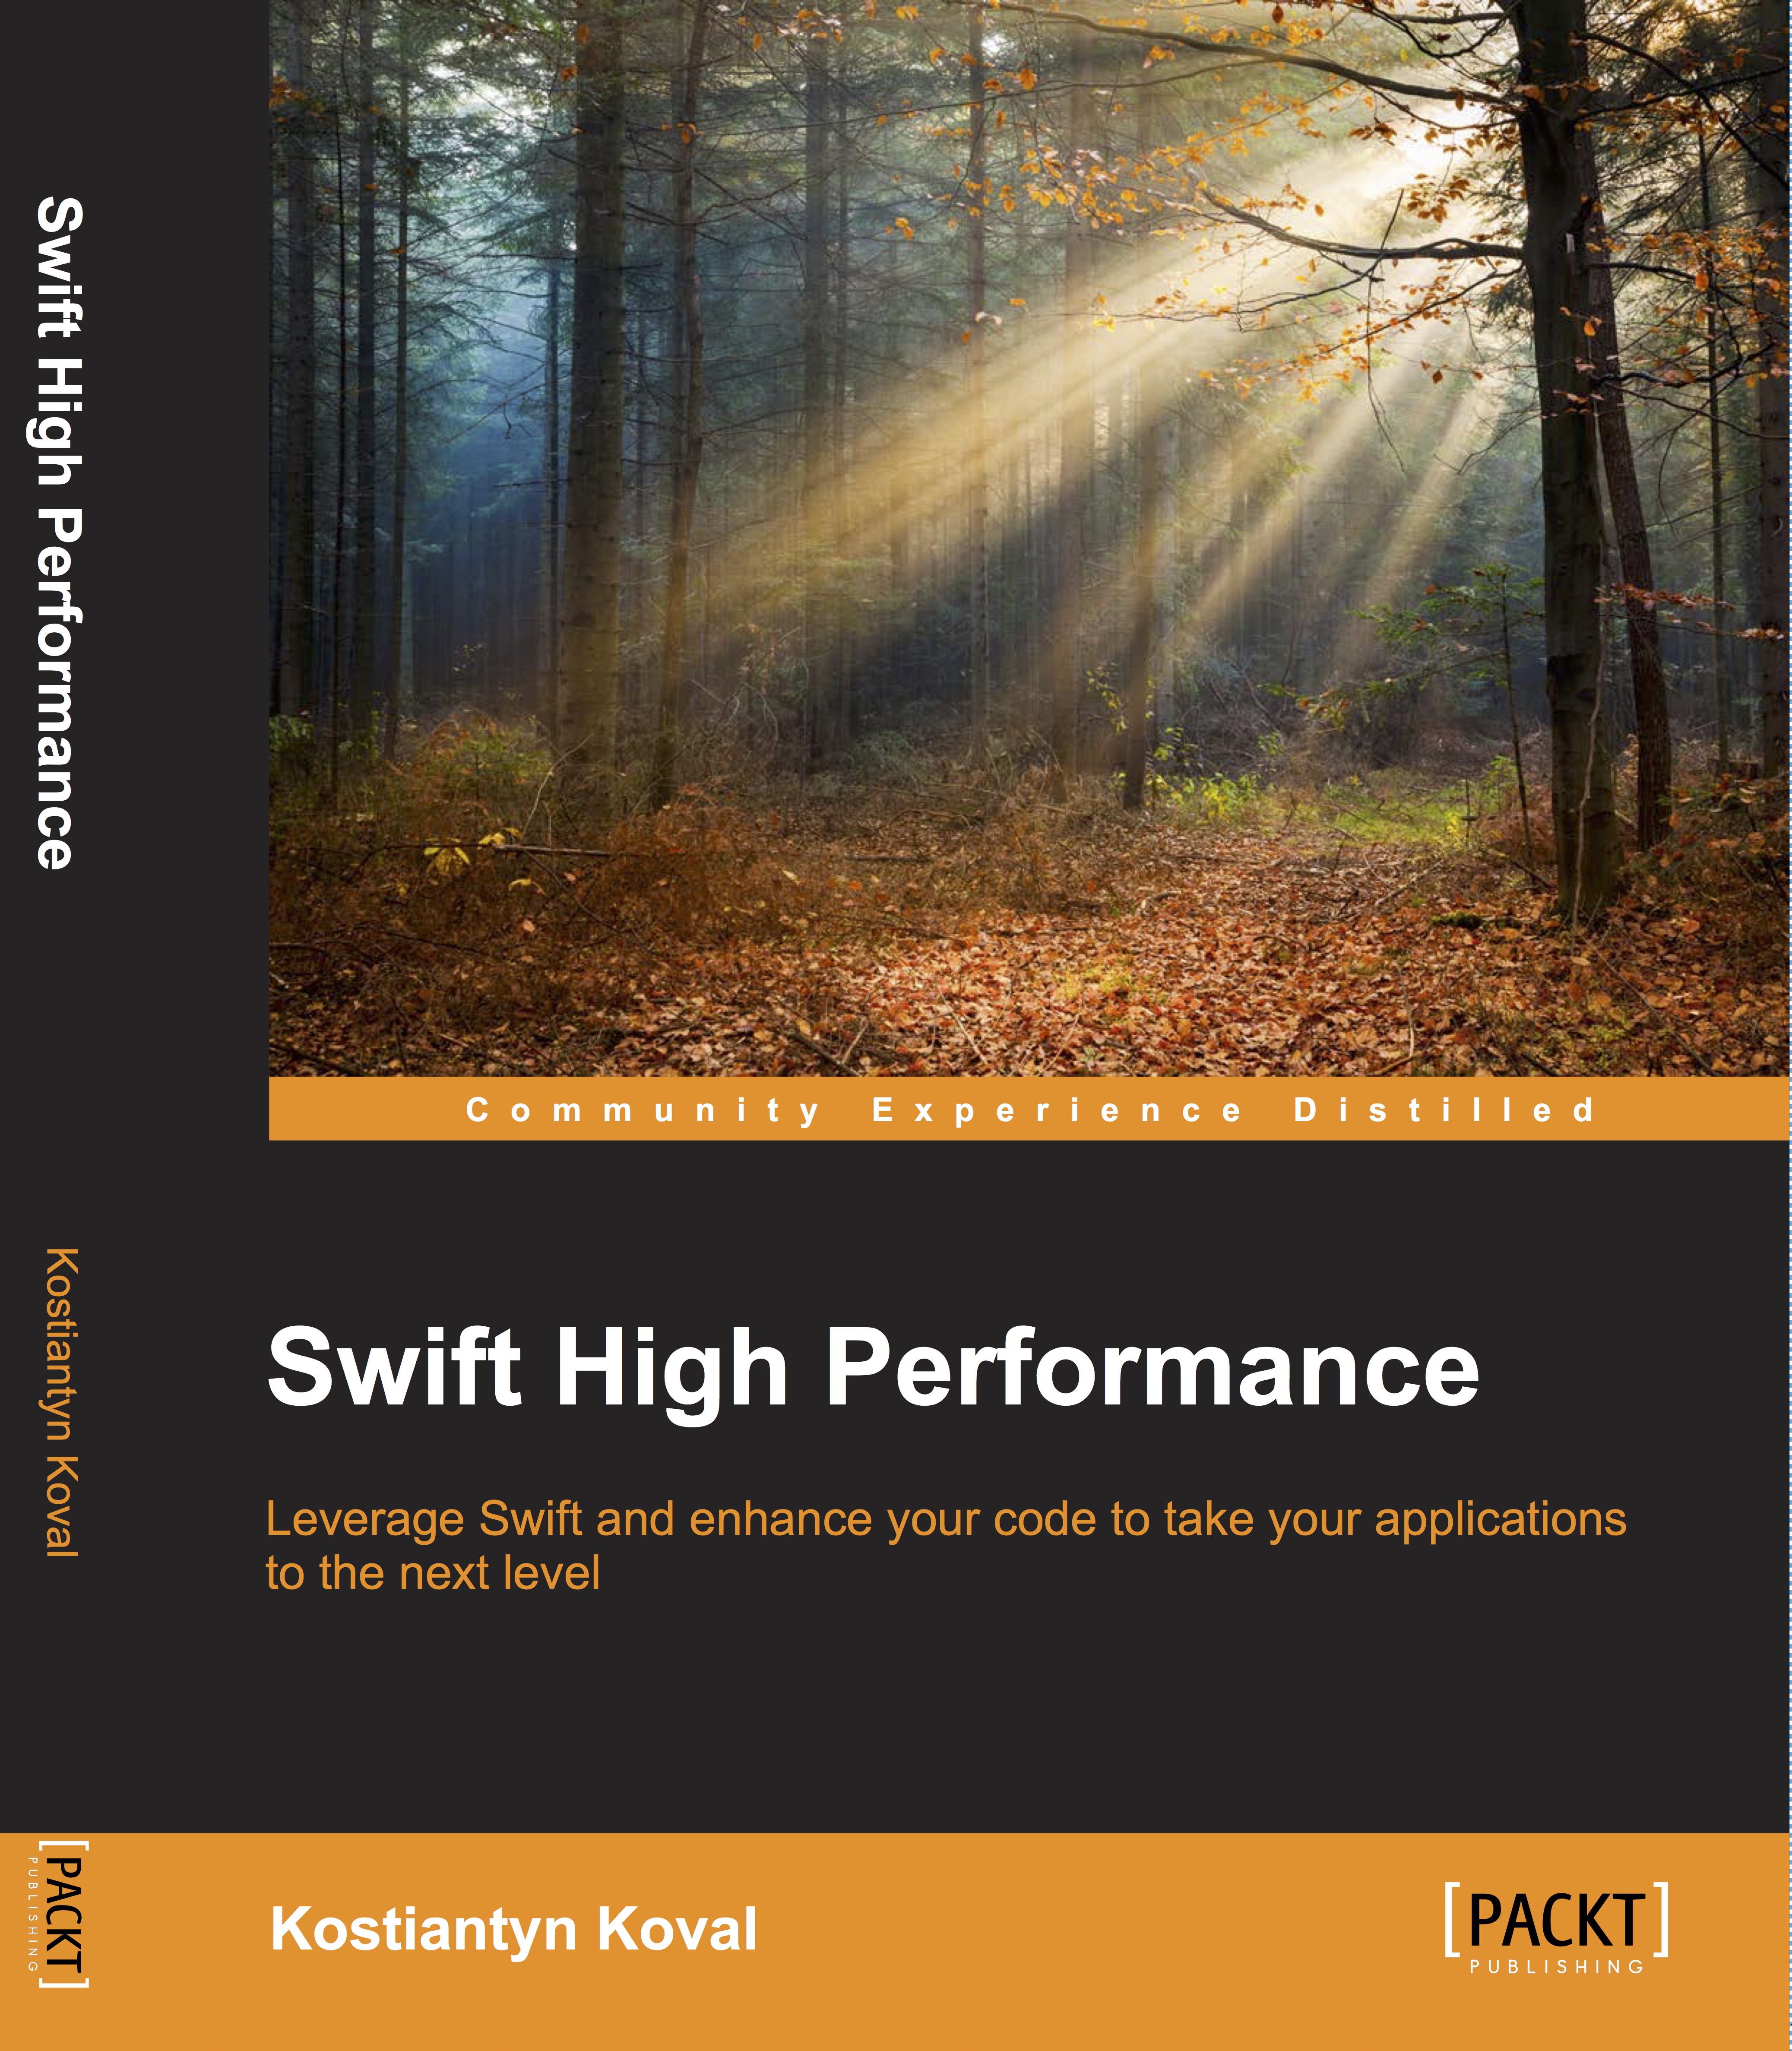 Swift High Performance
Kostiantyn Koval
[PACKT]
PUBLISHING
Community Experience Distilled
Swift High Performance
Leverage Swift and enhance your code to take your applications
to the next level
Kostiantyn Koval
[PACKT]
PUBLISHING